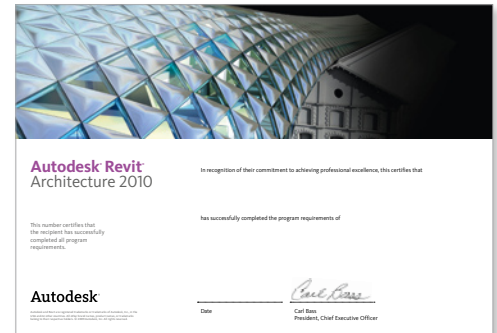 Autodesk® Revit®
Architecture 2010
In recognition of their commitment to achieving professional excellence, this certifies that
has successfully completed the program requirements of
This number certifies that
the recipient has successfully
completed all program
requirements.
Autodesk®
Carl Bass
Date
Carl Bass
President, Chief Executive Officer